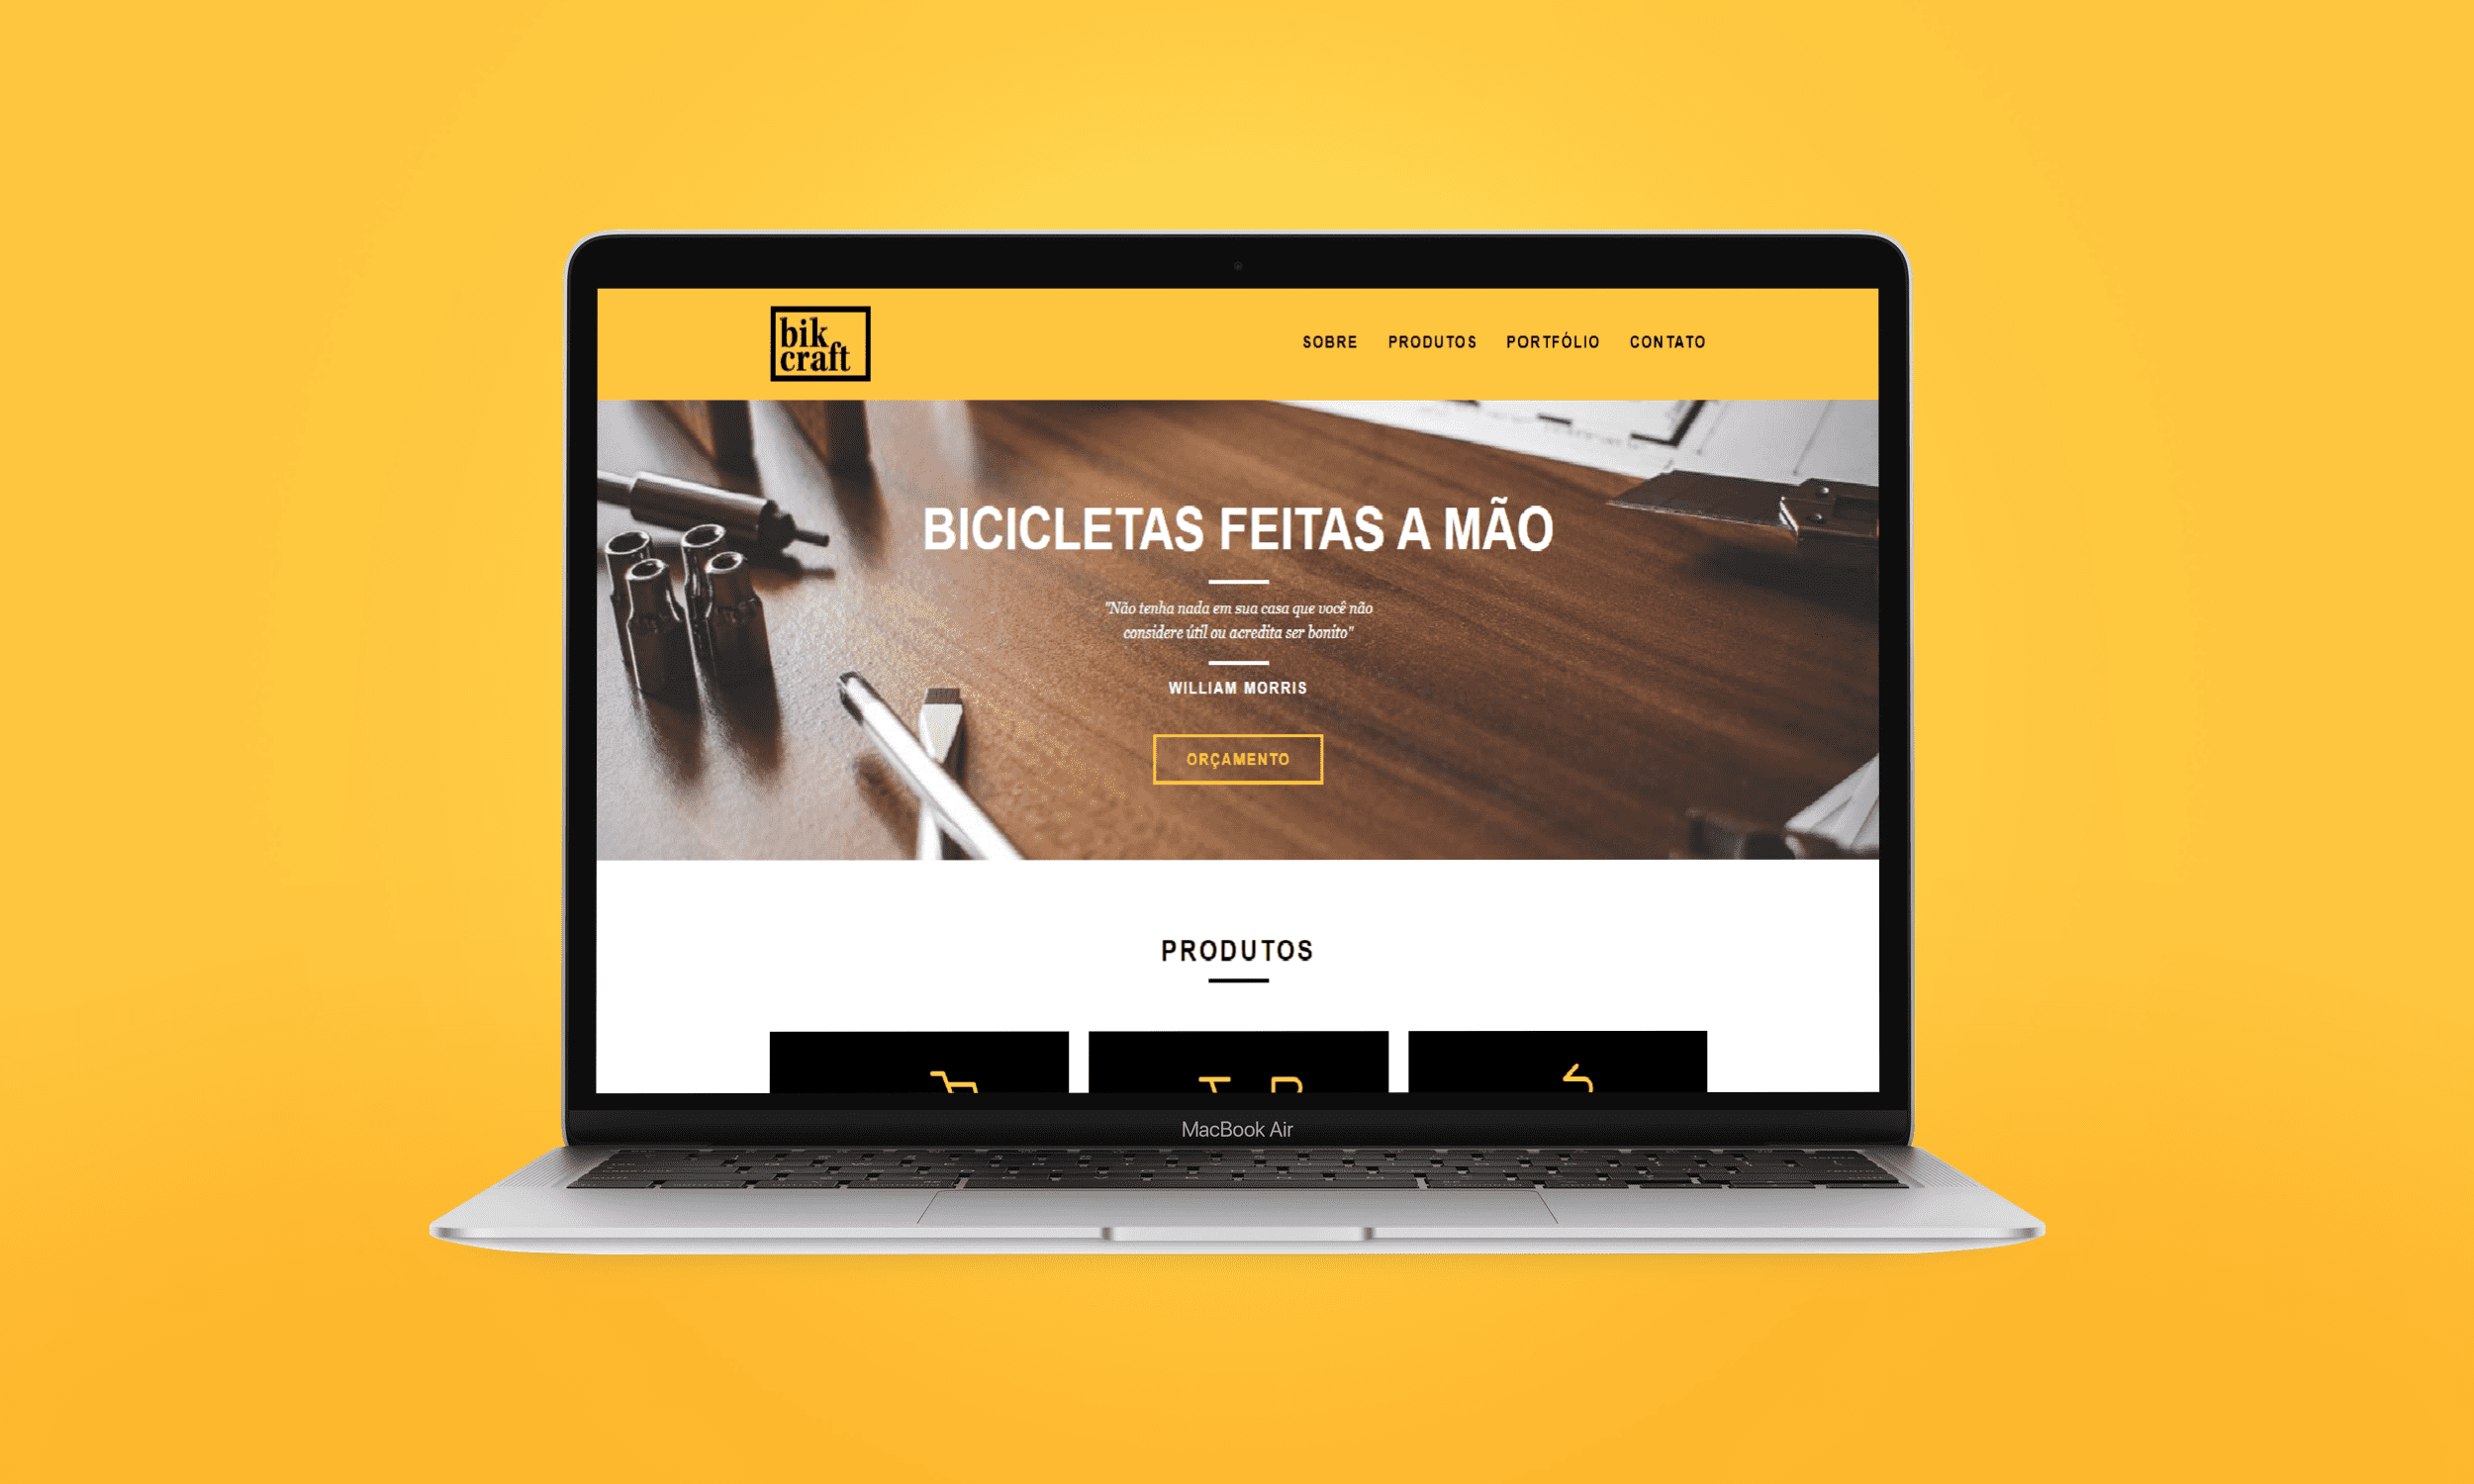 bik
craft
SOBRE PRODUTOS PORTFÓLIO CONTATO
BICICLETAS FEITAS A MÃO
"Não tenha nada em sua casa que você não
considere útil ou acredita ser bonito"
WILLIAM MORRIS
ORÇAMENTO
PRODUTOS
MacBook Air